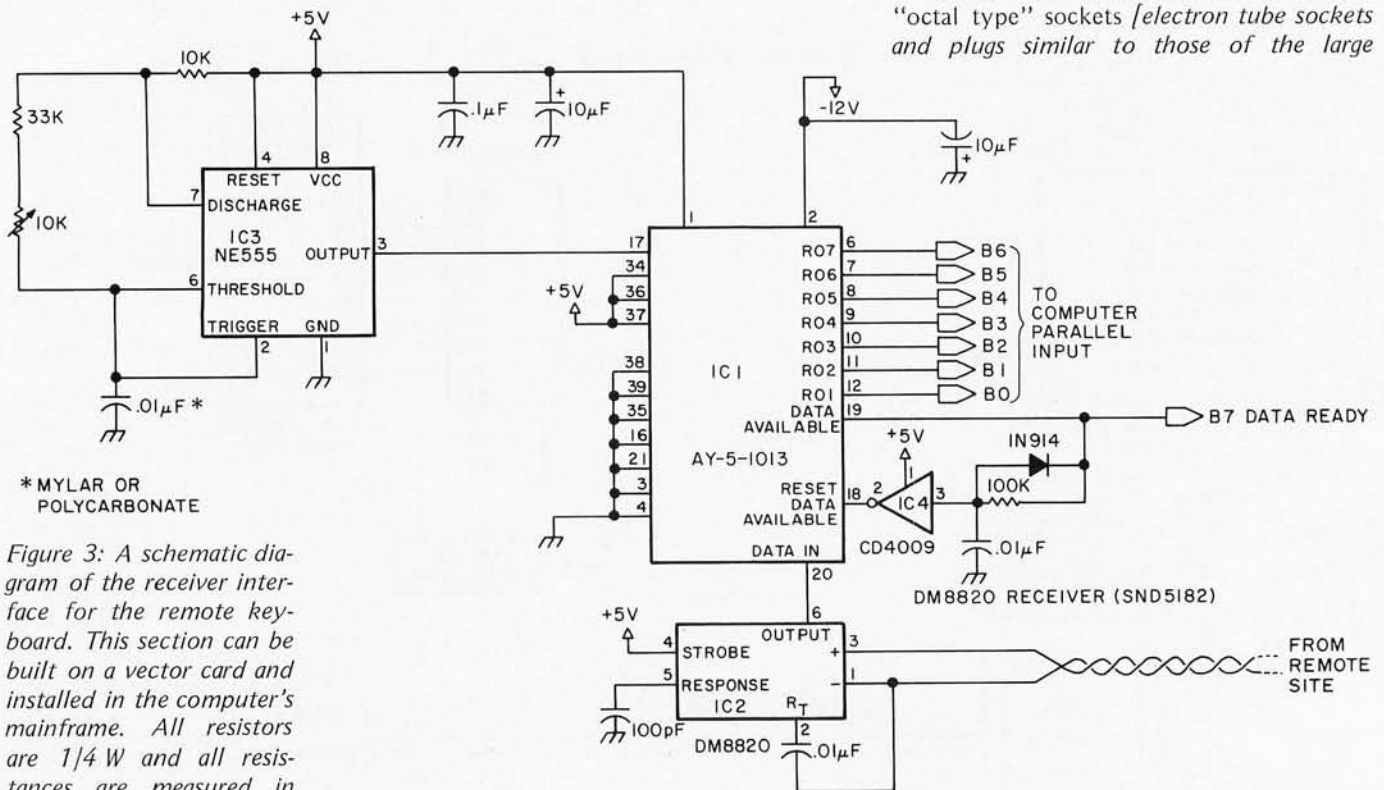 "octal type" sockets [electron tube sockets
and plugs similar to those of the large
+5V
10K
33K
10K
.1µF
+
10µF
-12V
10µF
+
4
8
RESET
VCC
7
DISCHARGE
IC3
NE555
OUTPUT
3
6
THRESHOLD
TRIGGER
GND
2
1
.01µF *
* MYLAR OR
POLYCARBONATE
1
2
17
34
36
37
+5V
38
39
35
16
21
3
4
IC1
AY-5-1013
RO7 6 B6
RO6 7 B5
RO5 8 B4
RO4 9 B3
RO3 10 B2
RO2 11 B1
RO1 12 B0
TO
COMPUTER
PARALLEL
INPUT
DATA
AVAILABLE
19
B7 DATA READY
+5V
1
1N914
100K
RESET
DATA
AVAILABLE
18
2
IC4
3
CD4009
.01µF
DATA IN
20
DM8820 RECEIVER (SND5182)
+5V
6
OUTPUT
4
STROBE
+
3
5
RESPONSE
–
1
IC2
RT
2
100pF
DM8820
.01µF
FROM
REMOTE
SITE
Figure 3: A schematic dia-
gram of the receiver inter-
face for the remote key-
board. This section can be
built on a vector card and
installed in the computer's
mainframe. All resistors
are 1/4 W and all resis-
tances are measured in